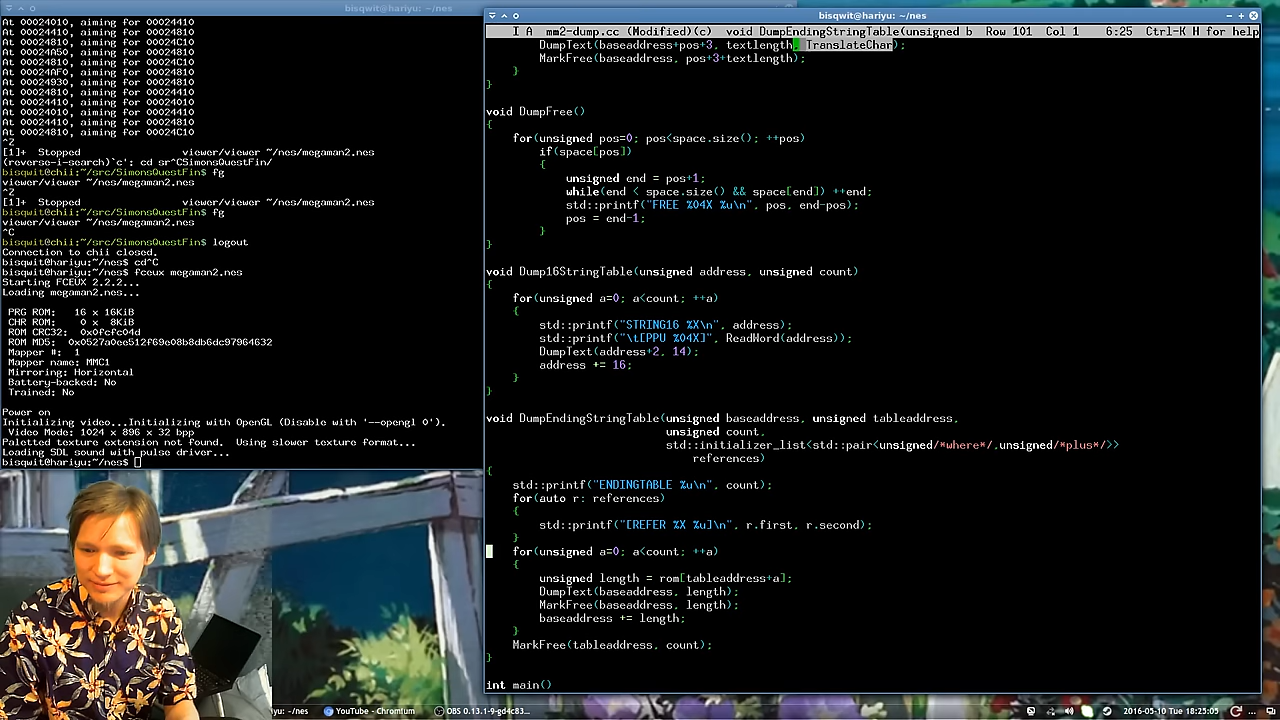 bisqwit@hariyu: ~/nes
At 00024010, aiming for 00024410
At 00024410, aiming for 00024810
At 00024810, aiming for 00024C10
At 00024A50, aiming for 00024810
At 00024810, aiming for 00024C10
At 00024AF0, aiming for 00024810
At 00024930, aiming for 00024810
At 00024810, aiming for 00024410
At 00024410, aiming for 00024010
At 00024010, aiming for 00024410
At 00024410, aiming for 00024810
At 00024810, aiming for 00024C10
^Z
[1]+  Stopped                 viewer/viewer ~/nes/megaman2.nes
(reverse-i-search)`c': cd sr^CSimonsQuestFin/
bisqwit@chii:~/src/SimonsQuestFin$ fg
viewer/viewer ~/nes/megaman2.nes
^Z
[1]+  Stopped                 viewer/viewer ~/nes/megaman2.nes
bisqwit@chii:~/src/SimonsQuestFin$ fg
viewer/viewer ~/nes/megaman2.nes
^C
bisqwit@chii:~/src/SimonsQuestFin$ logout
Connection to chii closed.
bisqwit@hariyu:~/nes$ cd^C
bisqwit@hariyu:~/nes$ fceux megaman2.nes
Starting FCEUX 2.2.2...
Loading megaman2.nes...
PRG ROM:   16 x 16KiB
CHR ROM:    0 x  8KiB
ROM CRC32:  0x0fcfc04d
ROM MD5:  0x0527a0ee512f69e08b8db6dc97964632
Mapper #:  1
Mapper name: MMC1
Mirroring: Horizontal
Battery-backed: No
Trained: No
Power on
Initializing video...Initializing with OpenGL (Disable with '--opengl 0').
Video Mode: 1024 x 896 x 32 bpp
Paletted texture extension not found.  Using slower texture format...
Loading SDL sound with pulse driver...
bisqwit@hariyu:~/nes$
bisqwit@hariyu: ~/nes
I A  mm2-dump.cc (Modified)(c)  void DumpEndingStringTable(unsigned b  Row 101  Col 1    6:25  Ctrl-K H for help
DumpText(baseaddress+pos+3, textlength, TranslateChar);
MarkFree(baseaddress, pos+3+textlength);
}
}
void DumpFree()
{
for(unsigned pos=0; pos<space.size(); ++pos)
if(space[pos])
{
unsigned end = pos+1;
while(end < space.size() && space[end]) ++end;
std::printf("FREE %04X %u\n", pos, end-pos);
pos = end-1;
}
}
void Dump16StringTable(unsigned address, unsigned count)
{
for(unsigned a=0; a<count; ++a)
{
std::printf("STRING16 %X\n", address);
std::printf("\t[PPU %04X]", ReadWord(address));
DumpText(address+2, 14);
address += 16;
}
}
void DumpEndingStringTable(unsigned baseaddress, unsigned tableaddress,
unsigned count,
std::initializer_list<std::pair<unsigned/*where*/,unsigned/*plus*/>>
references)
{
std::printf("ENDINGTABLE %u\n", count);
for(auto r: references)
{
std::printf("[REFER %X %u]\n", r.first, r.second);
}
for(unsigned a=0; a<count; ++a)
{
unsigned length = rom[tableaddress+a];
DumpText(baseaddress, length);
MarkFree(baseaddress, length);
baseaddress += length;
}
MarkFree(tableaddress, count);
}
int main()
iyu: ~/nes
YouTube - Chromium
OBS 0.13.1-9-gd4c83...
2016-05-10 Tue 18:25:05